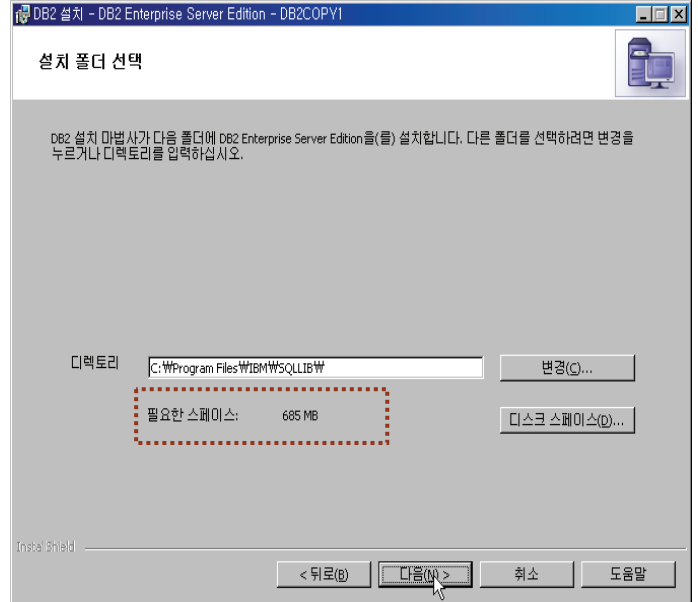 DB2 설치 - DB2 Enterprise Server Edition - DB2COPY1
설치 폴더 선택
DB2 설치 마법사가 다음 폴더에 DB2 Enterprise Server Edition을(를) 설치합니다. 다른 폴더를 선택하려면 변경을
누르거나 디렉토리를 입력하십시오.
디렉토리 C:₩Program Files₩IBM₩SQLLIB₩ 변경(C)...
필요한 스페이스: 685 MB 디스크 스페이스(D)...
InstallShield
< 뒤로(B) 다음(N) > 취소 도움말